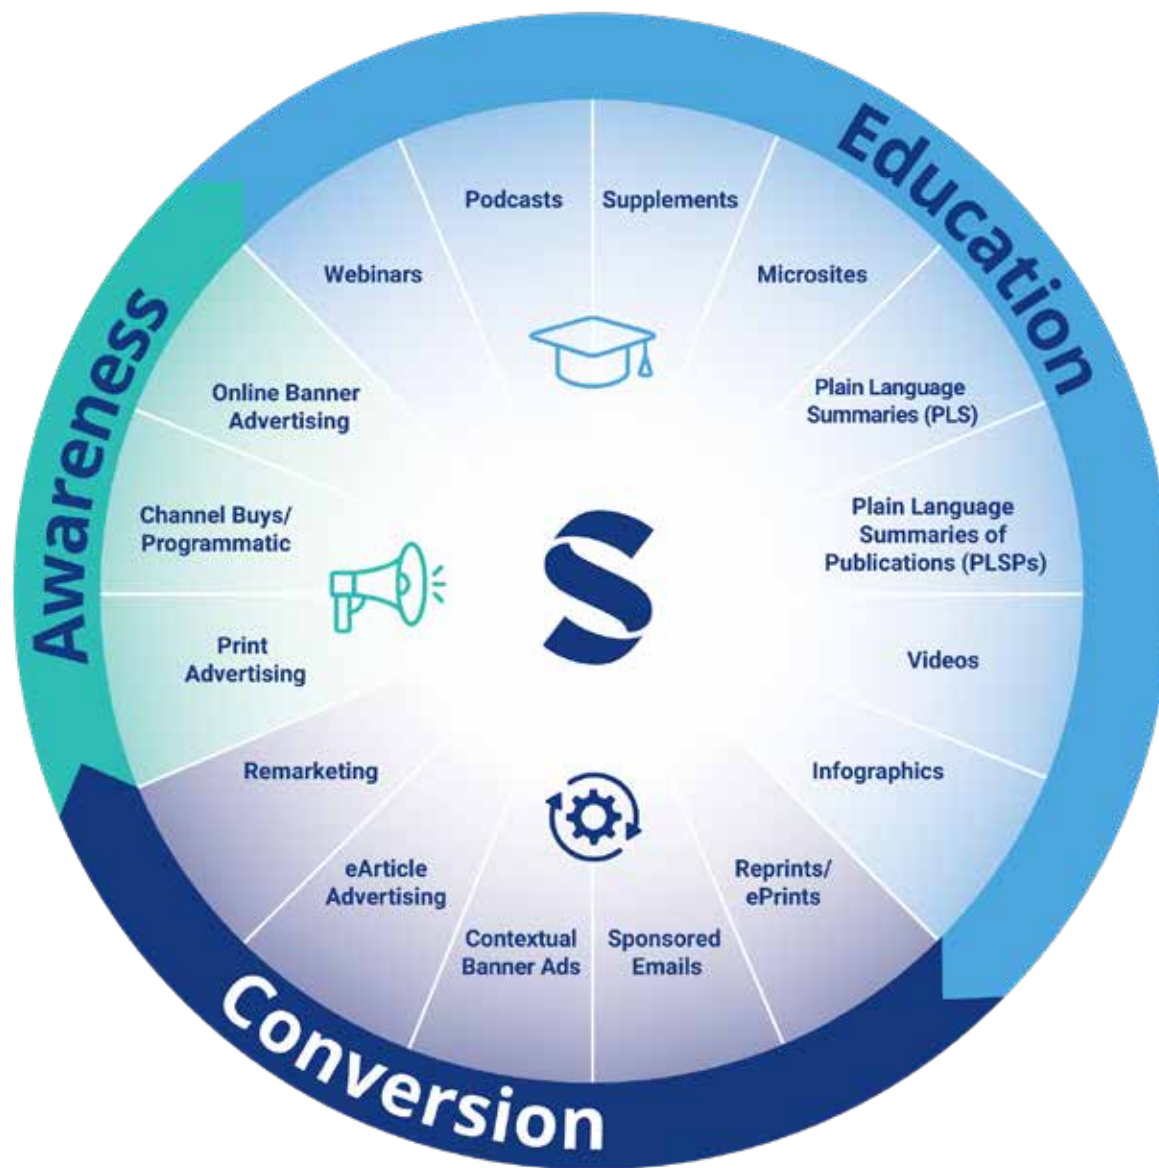 Education
Podcasts
Supplements
Webinars
Microsites
Awareness
Online Banner
Advertising
Plain Language
Summaries (PLS)
Channel Buys/
Programmatic
Plain Language
Summaries of
Publications (PLSPs)
Print
Advertising
Videos
Remarketing
Infographics
eArticle
Advertising
Reprints/
ePrints
Contextual
Banner Ads
Sponsored
Emails
Conversion